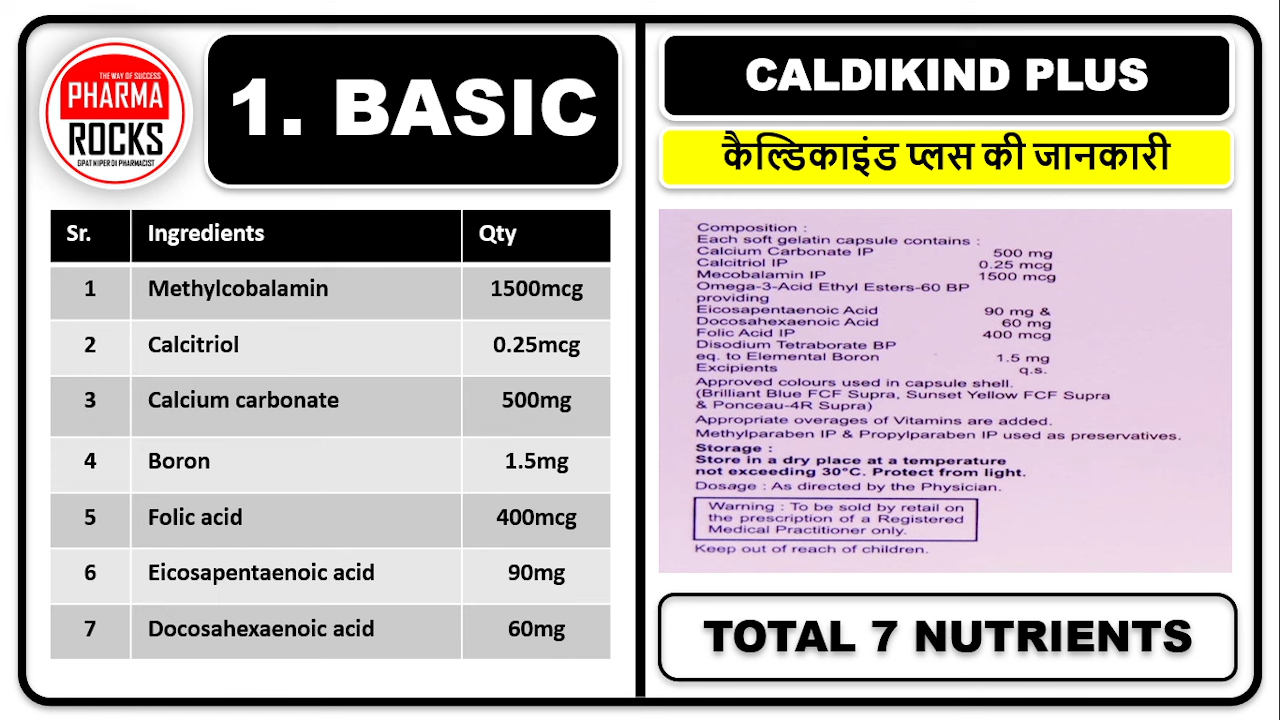 THE WAY OF SUCCESS
PHARMA
ROCKS
GPAT NIPER DI PHARMACIST
1. BASIC
Sr. Ingredients Qty
1 Methylcobalamin 1500mcg
2 Calcitriol 0.25mcg
3 Calcium carbonate 500mg
4 Boron 1.5mg
5 Folic acid 400mcg
6 Eicosapentaenoic acid 90mg
7 Docosahexaenoic acid 60mg
CALDIKIND PLUS
कैल्डिकाइंड प्लस की जानकारी
Composition :
Each soft gelatin capsule contains :
Calcium Carbonate IP 500 mg
Calcitriol IP 0.25 mcg
Mecobalamin IP 1500 mcg
Omega-3-Acid Ethyl Esters-60 BP
providing
Eicosapentaenoic Acid 90 mg &
Docosahexaenoic Acid 60 mg
Folic Acid IP 400 mcg
Disodium Tetraborate BP
eq. to Elemental Boron 1.5 mg
Excipients q.s.
Approved colours used in capsule shell.
(Brilliant Blue FCF Supra, Sunset Yellow FCF Supra
& Ponceau-4R Supra)
Appropriate overages of Vitamins are added.
Methylparaben IP & Propylparaben IP used as preservatives.
Storage :
Store in a dry place at a temperature
not exceeding 30°C. Protect from light.
Dosage : As directed by the Physician.
Warning : To be sold by retail on
the prescription of a Registered
Medical Practitioner only.
Keep out of reach of children.
TOTAL 7 NUTRIENTS